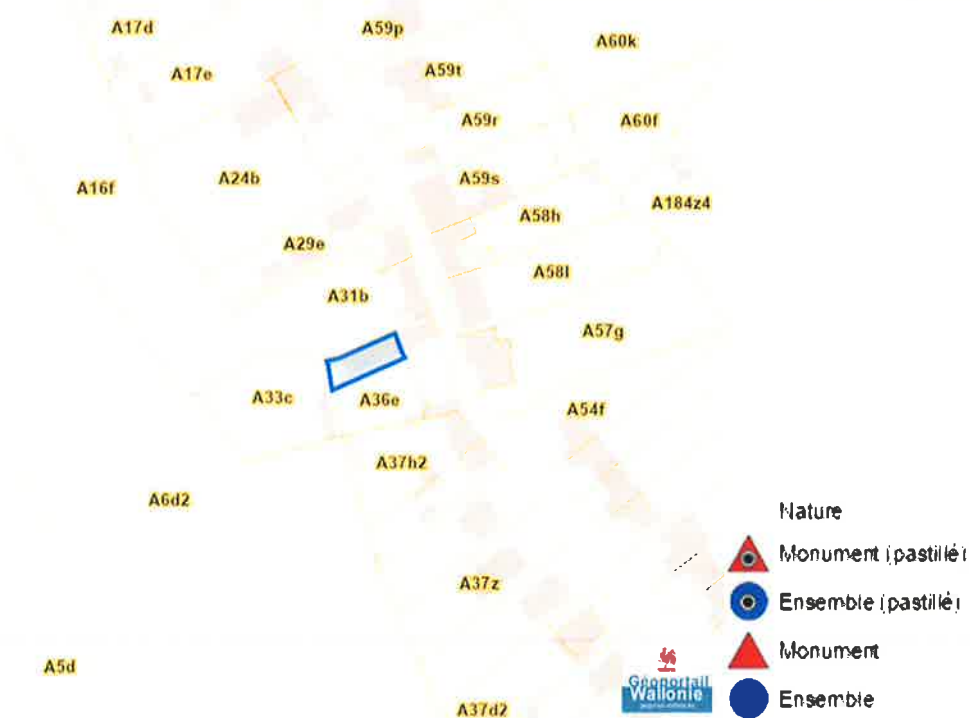 A17d
A59p
A60k
A17e
A59t
A59r
A60f
A24b
A59s
A16f
A184z4
A58h
A29e
A58l
A31b
A57g
A33c
A36e
A54f
A37h2
A6d2
A37z
A5d
A37d2
Nature
Monument (pastillé)
Ensemble (pastillé)
Monument
Ensemble
Géoportail
Wallonie